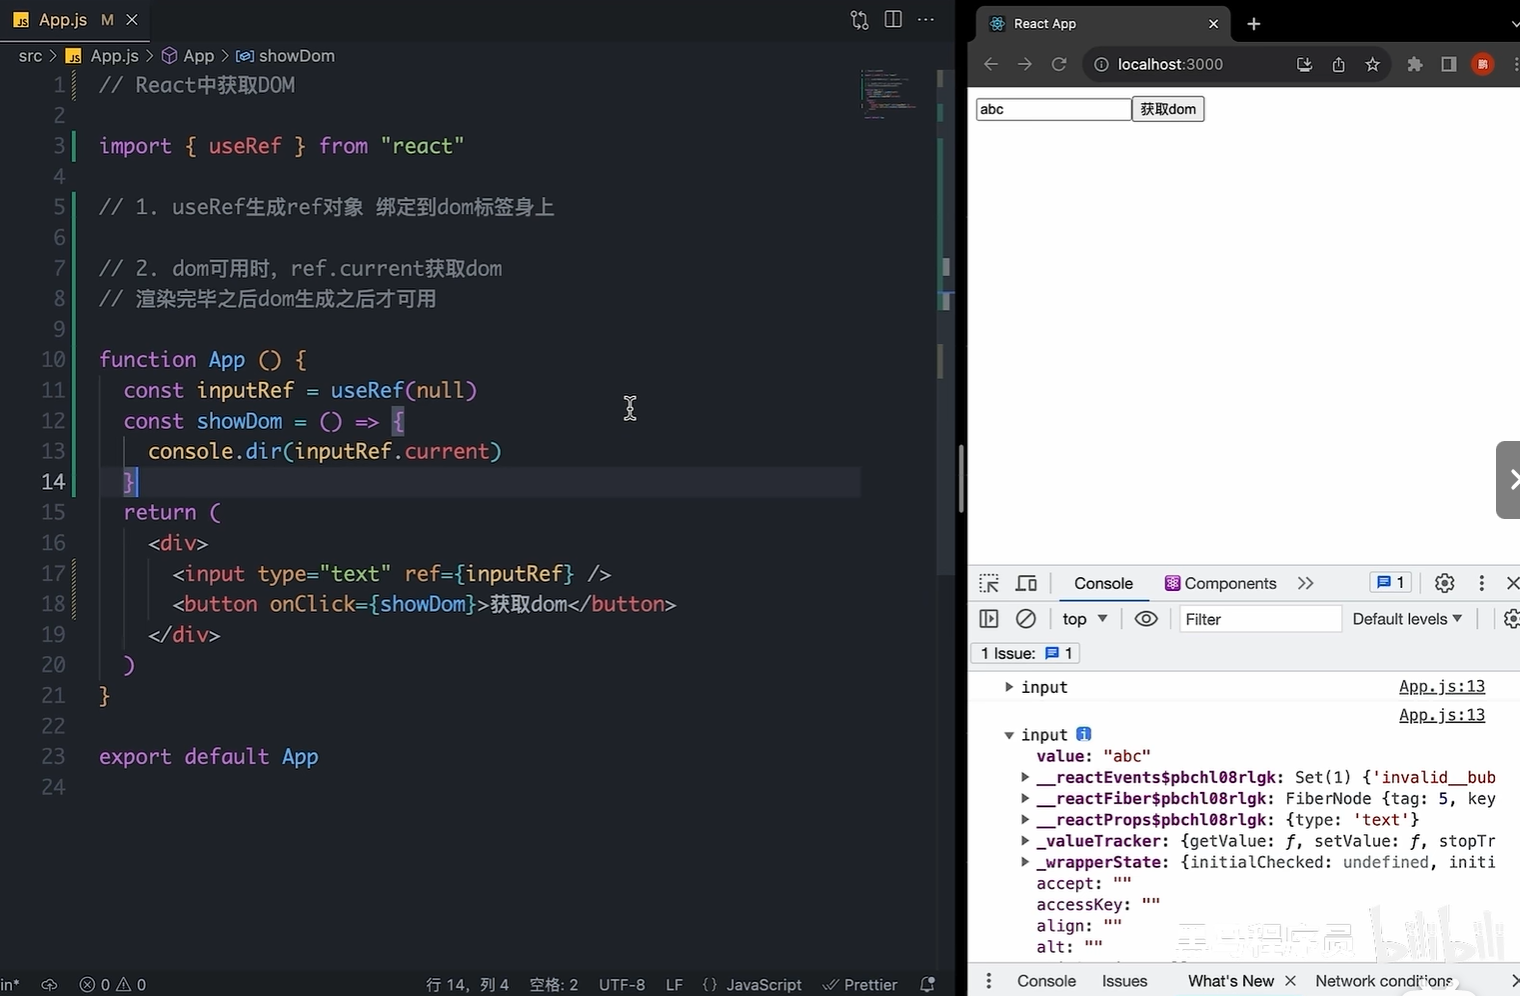 JS App.js M
src > JS App.js > App > showDom
1 // React中获取DOM
2
3 import { useRef } from "react"
4
5 // 1. useRef生成ref对象 绑定到dom标签身上
6
7 // 2. dom可用时，ref.current获取dom
8 // 渲染完毕之后dom生成之后才可用
9
10 function App () {
11 const inputRef = useRef(null)
12 const showDom = () => {
13 console.dir(inputRef.current)
14 }
15 return (
16 <div>
17 <input type="text" ref={inputRef} />
18 <button onClick={showDom}>获取dom</button>
19 </div>
20 )
21 }
22
23 export default App
24
in* 0 0 行 14，列 4 空格: 2 UTF-8 LF {} JavaScript Prettier
React App
localhost:3000
鹏
abc 获取dom
Console Components 1
top Filter Default levels
1 Issue: 1
input App.js:13
App.js:13
input
value: "abc"
__reactEvents$pbchl08rlgk: Set(1) {'invalid__bub
__reactFiber$pbchl08rlgk: FiberNode {tag: 5, key
__reactProps$pbchl08rlgk: {type: 'text'}
_valueTracker: {getValue: ƒ, setValue: ƒ, stopTr
_wrapperState: {initialChecked: undefined, initi
accept: ""
accessKey: ""
align: ""
alt: ""
黑马程序员 bilibili
Console Issues What's New Network conditions